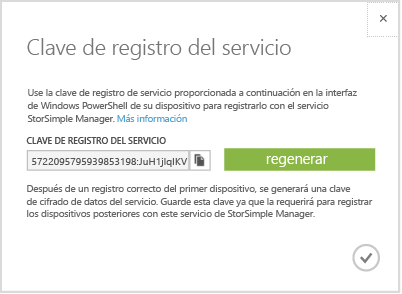 Clave de registro del servicio
Use la clave de registro de servicio proporcionada a continuación en la interfaz
de Windows PowerShell de su dispositivo para registrarlo con el servicio
StorSimple Manager. Más información
CLAVE DE REGISTRO DEL SERVICIO
5722095795939853198:JuH1jIqIKV
regenerar
Después de un registro correcto del primer dispositivo, se generará una clave
de cifrado de datos del servicio. Guarde esta clave ya que la requerirá para registrar
los dispositivos posteriores con este servicio de StorSimple Manager.